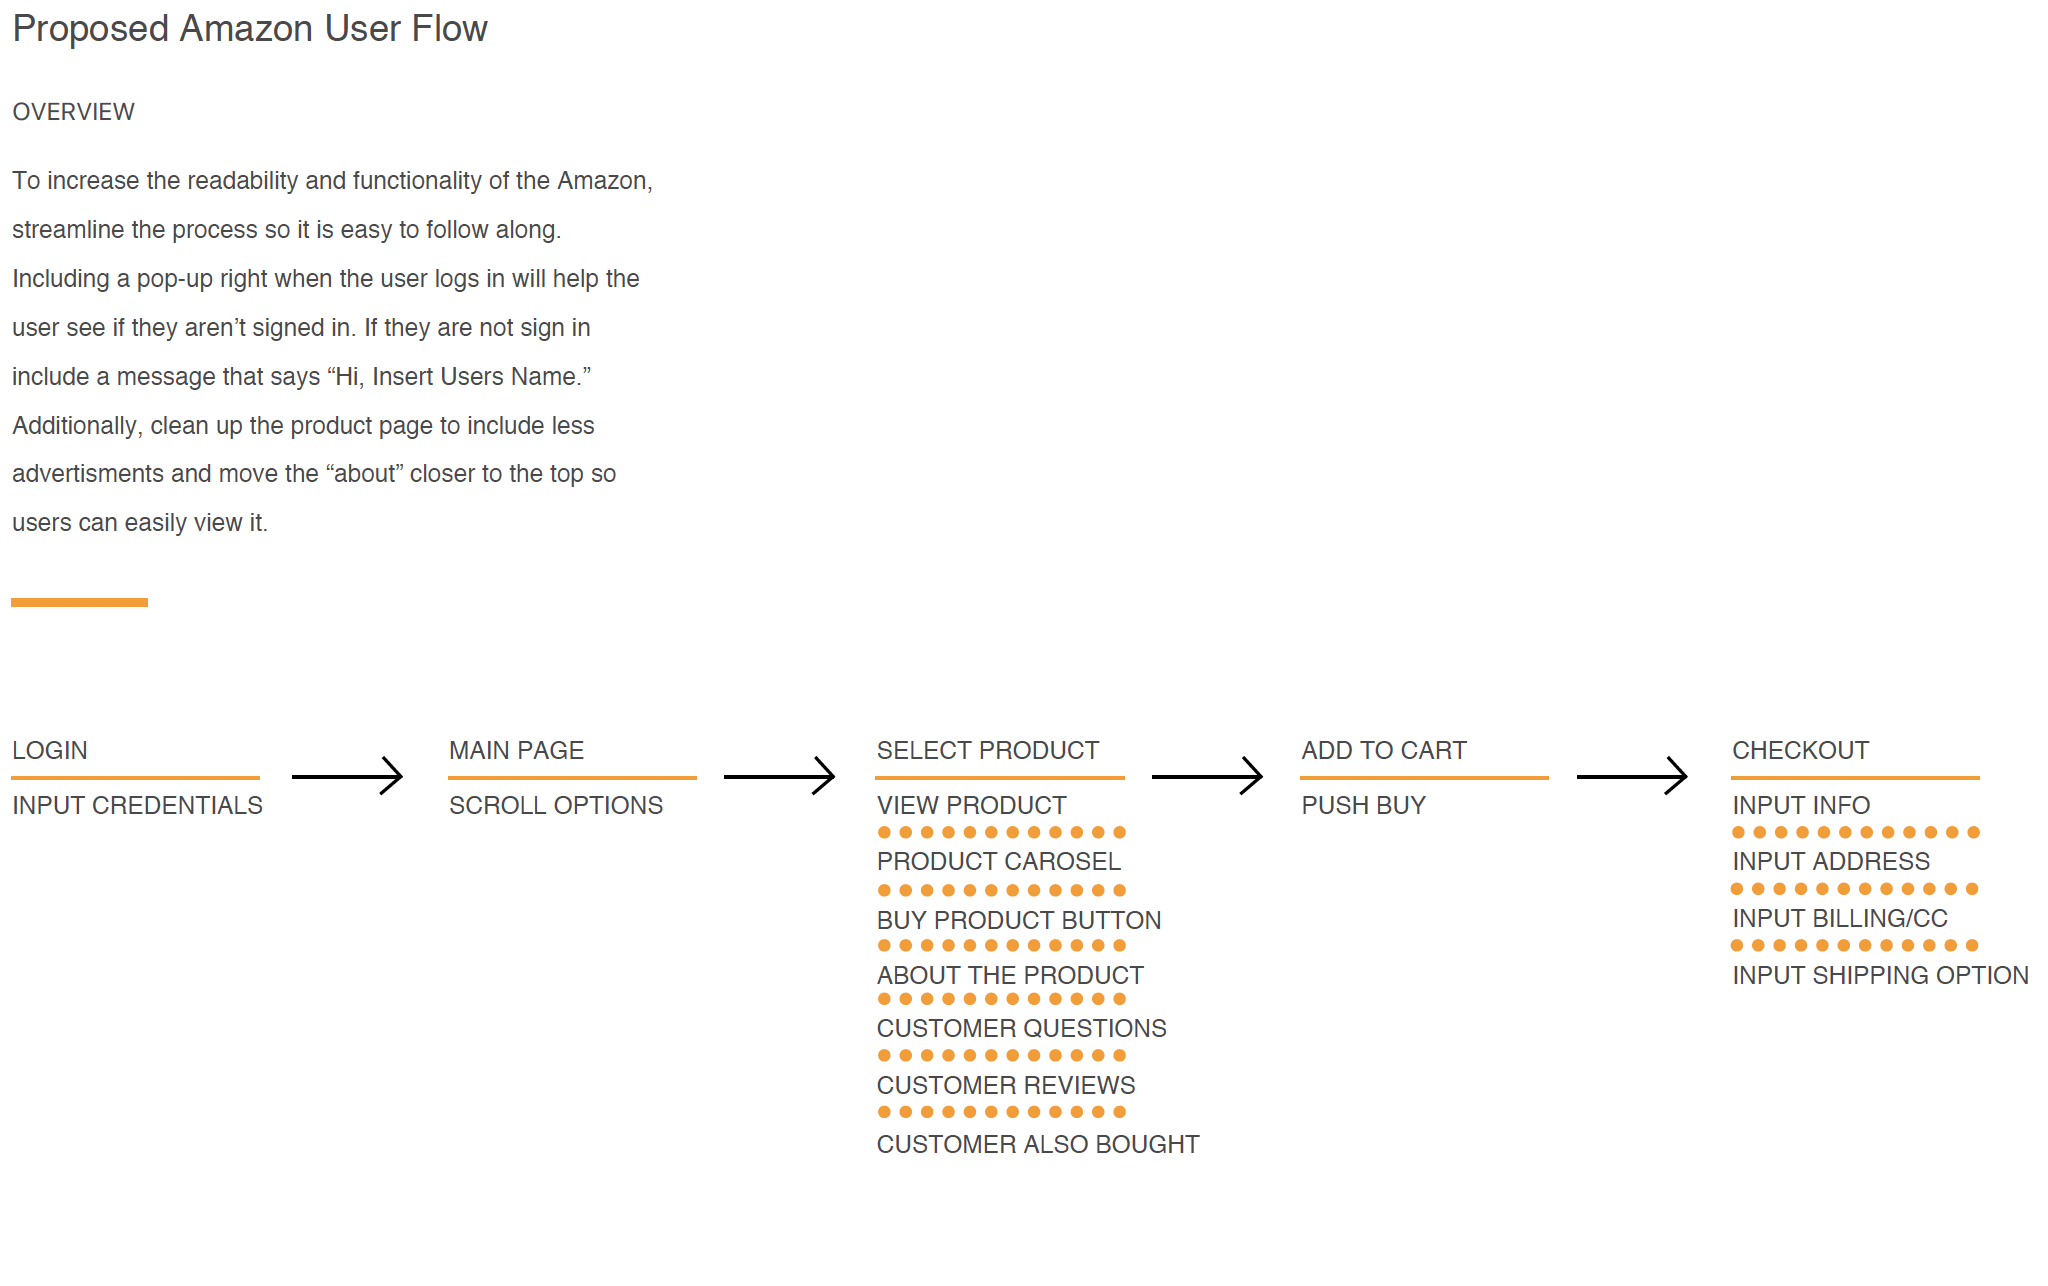 Proposed Amazon User Flow
OVERVIEW
To increase the readability and functionality of the Amazon,
streamline the process so it is easy to follow along.
Including a pop-up right when the user logs in will help the
user see if they aren’t signed in. If they are not sign in
include a message that says “Hi, Insert Users Name.”
Additionally, clean up the product page to include less
advertisments and move the “about” closer to the top so
users can easily view it.
LOGIN
INPUT CREDENTIALS
MAIN PAGE
SCROLL OPTIONS
SELECT PRODUCT
VIEW PRODUCT
PRODUCT CAROSEL
BUY PRODUCT BUTTON
ABOUT THE PRODUCT
CUSTOMER QUESTIONS
CUSTOMER REVIEWS
CUSTOMER ALSO BOUGHT
ADD TO CART
PUSH BUY
CHECKOUT
INPUT INFO
INPUT ADDRESS
INPUT BILLING/CC
INPUT SHIPPING OPTION